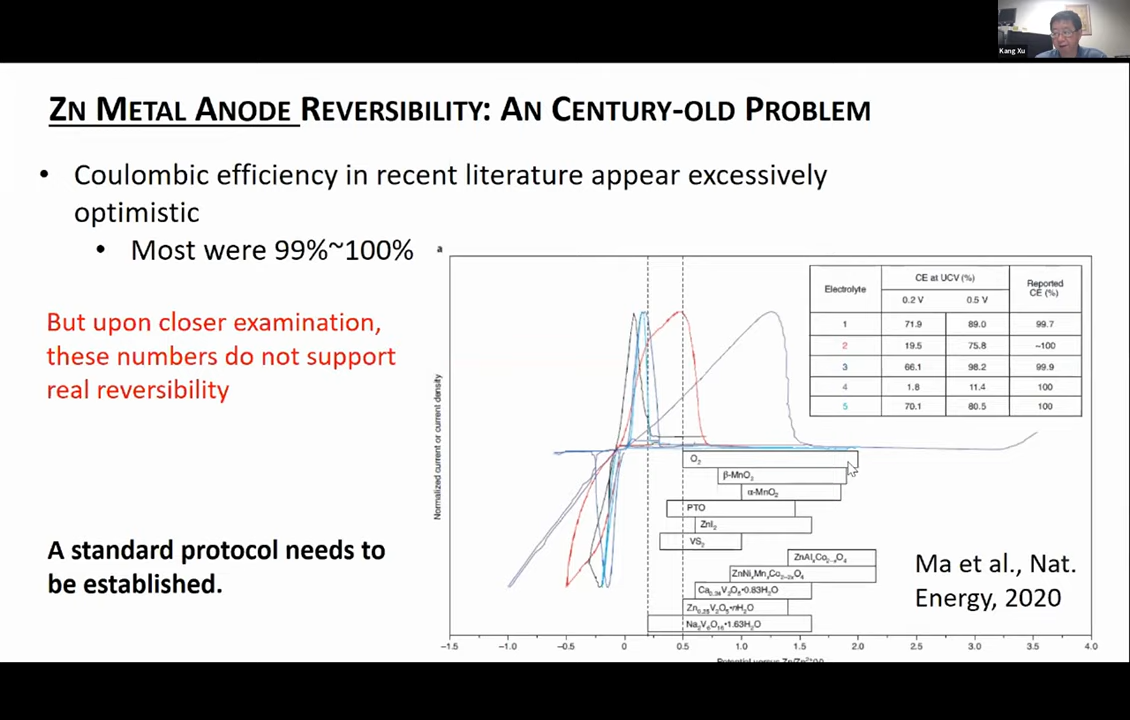 Kang Xu
ZN METAL ANODE REVERSIBILITY: AN CENTURY-OLD PROBLEM
• Coulombic efficiency in recent literature appear excessively
optimistic
• Most were 99%~100%
But upon closer examination,
these numbers do not support
real reversibility
A standard protocol needs to
be established.
a
Normalized current or current density
Electrolyte CE at UCV (%) Reported CE (%)
0.2 V 0.5 V
1 71.9 89.0 99.7
2 19.5 75.8 ~100
3 66.1 98.2 99.9
4 1.8 11.4 100
5 70.1 80.5 100
O₂
β-MnO₂
α-MnO₂
PTO
ZnI₂
VS₂
ZnAlₓCo₂₋ₓO₄
ZnNiₓMnₓCo₂₋₂ₓO₄
Ca₀.₃₄V₂O₅•0.83H₂O
Zn₀.₂₅V₂O₅•nH₂O
Na₂V₆O₁₆•1.63H₂O
−1.5 −1.0 −0.5 0 0.5 1.0 1.5 2.0 2.5 3.0 3.5 4.0
Ma et al., Nat.
Energy, 2020